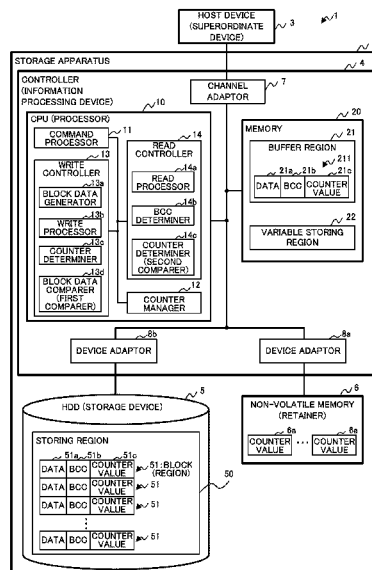 HOST DEVICE
(SUPERORDINATE
DEVICE)
3
1
STORAGE APPARATUS
4
CONTROLLER
(INFORMATION
PROCESSING DEVICE)
CHANNEL
ADAPTOR
7
10
CPU (PROCESSOR)
COMMAND
PROCESSOR
11
13
WRITE
CONTROLLER
13a
BLOCK DATA
GENERATOR
13b
WRITE
PROCESSOR
13c
COUNTER
DETERMINER
13d
BLOCK DATA
COMPARER
(FIRST
COMPARER)
14
READ
CONTROLLER
14a
READ
PROCESSOR
14b
BCC
DETERMINER
14c
COUNTER
DETERMINER
(SECOND
COMPARER)
12
COUNTER
MANAGER
20
MEMORY
21
BUFFER REGION
21a 21b 21c
211
DATA BCC COUNTER
VALUE
22
VARIABLE STORING
REGION
8b
DEVICE ADAPTOR
8a
DEVICE ADAPTOR
5
HDD (STORAGE DEVICE)
STORING REGION
51a 51b 51c
DATA BCC COUNTER
VALUE
51:BLOCK
(REGION)
DATA BCC COUNTER
VALUE
51
DATA BCC COUNTER
VALUE
51
⋮
DATA BCC COUNTER
VALUE
51
50
6
NON-VOLATILE MEMORY
(RETAINER)
6a 6a
COUNTER
VALUE
...
COUNTER
VALUE